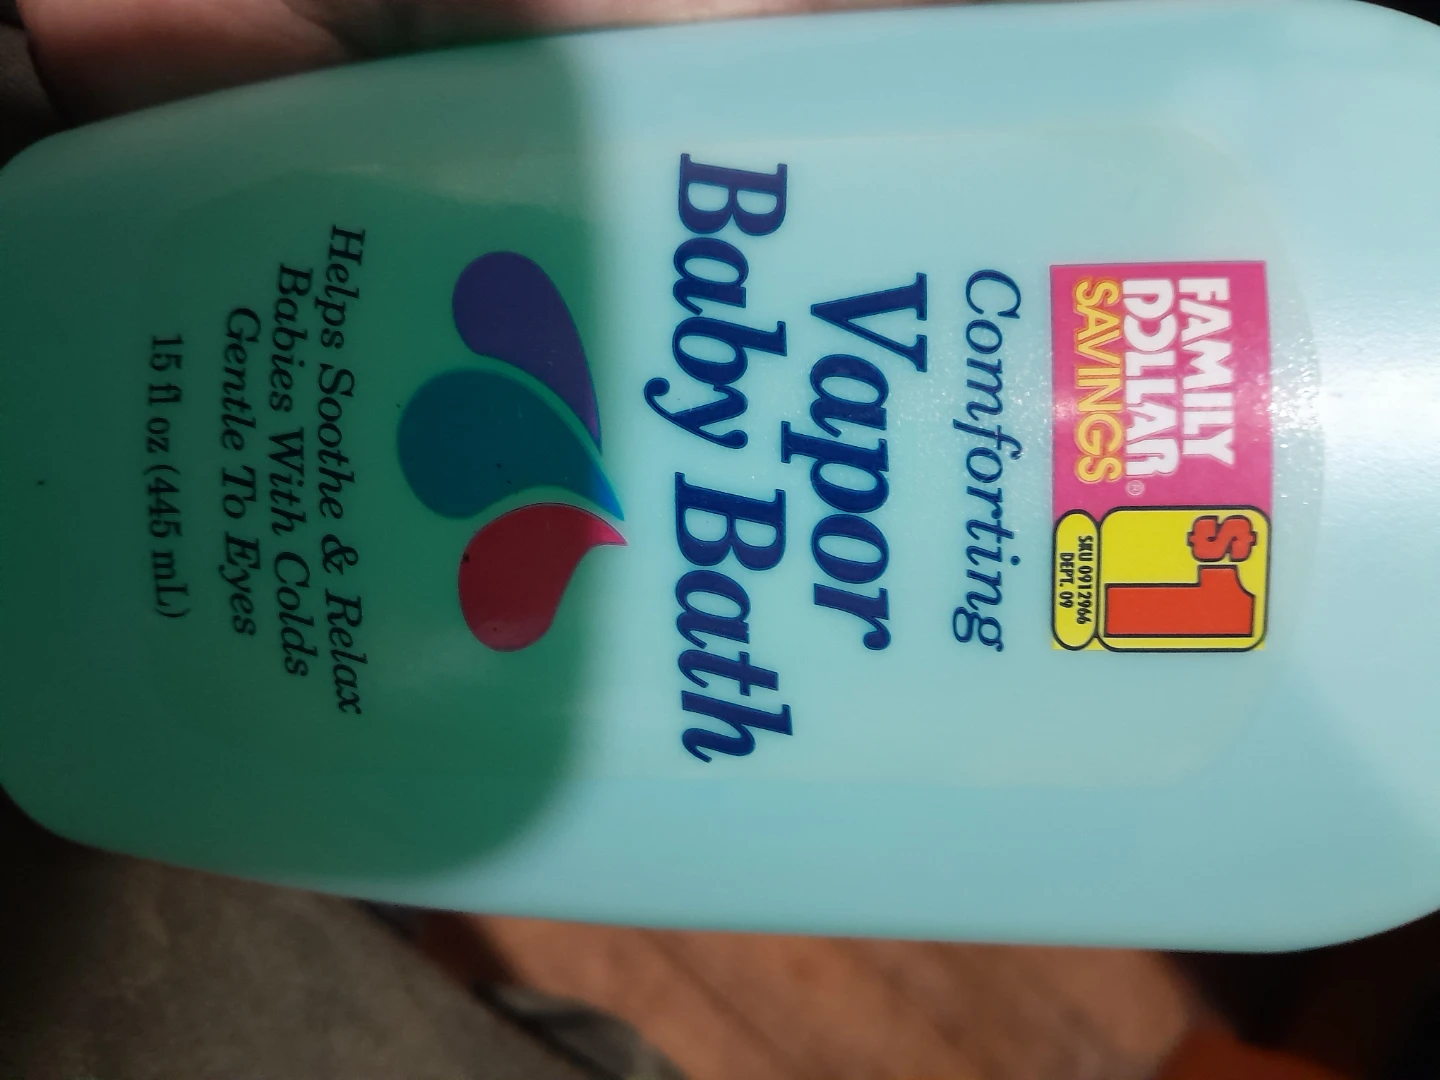 FAMILY
DOLLAR®
SAVINGS
$1
SKU 0912966
DEPT. 09
Comforting
Vapor
Baby Bath
Helps Soothe & Relax
Babies With Colds
Gentle To Eyes
15 fl oz (445 mL)